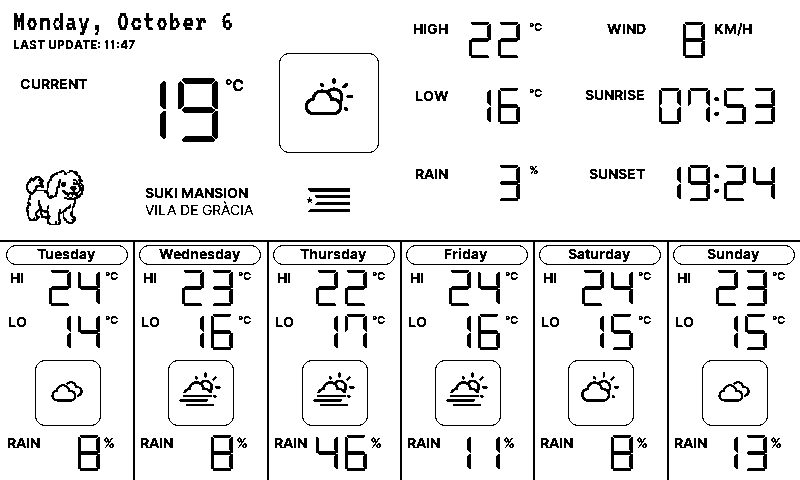 Monday, October 6
LAST UPDATE: 11:47
CURRENT 19 °C
SUKI MANSION
VILA DE GRÀCIA
HIGH 22 °C
LOW 16 °C
RAIN 3 %
WIND 8 KM/H
SUNRISE 07:53
SUNSET 19:24
Tuesday
HI 24 °C
LO 14 °C
RAIN 8 %
Wednesday
HI 23 °C
LO 16 °C
RAIN 8 %
Thursday
HI 22 °C
LO 17 °C
RAIN 46 %
Friday
HI 24 °C
LO 16 °C
RAIN 11 %
Saturday
HI 24 °C
LO 15 °C
RAIN 8 %
Sunday
HI 23 °C
LO 15 °C
RAIN 13 %